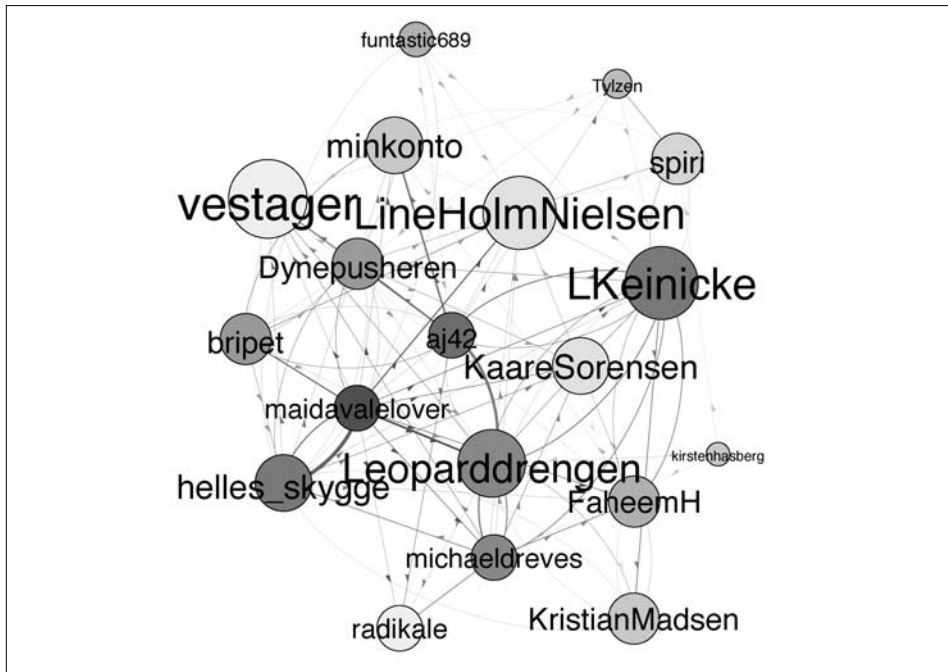 funtastic689
Tylzen
minkonto
spiri
vestager
LineHolmNielsen
Dynepusheren
LKeinicke
bripet
aj42
KaareSorensen
maidavalelover
kirstenhasberg
Leoparddrengen
helles_skygge
FaheemH
michaeldreves
radikale
KristianMadsen